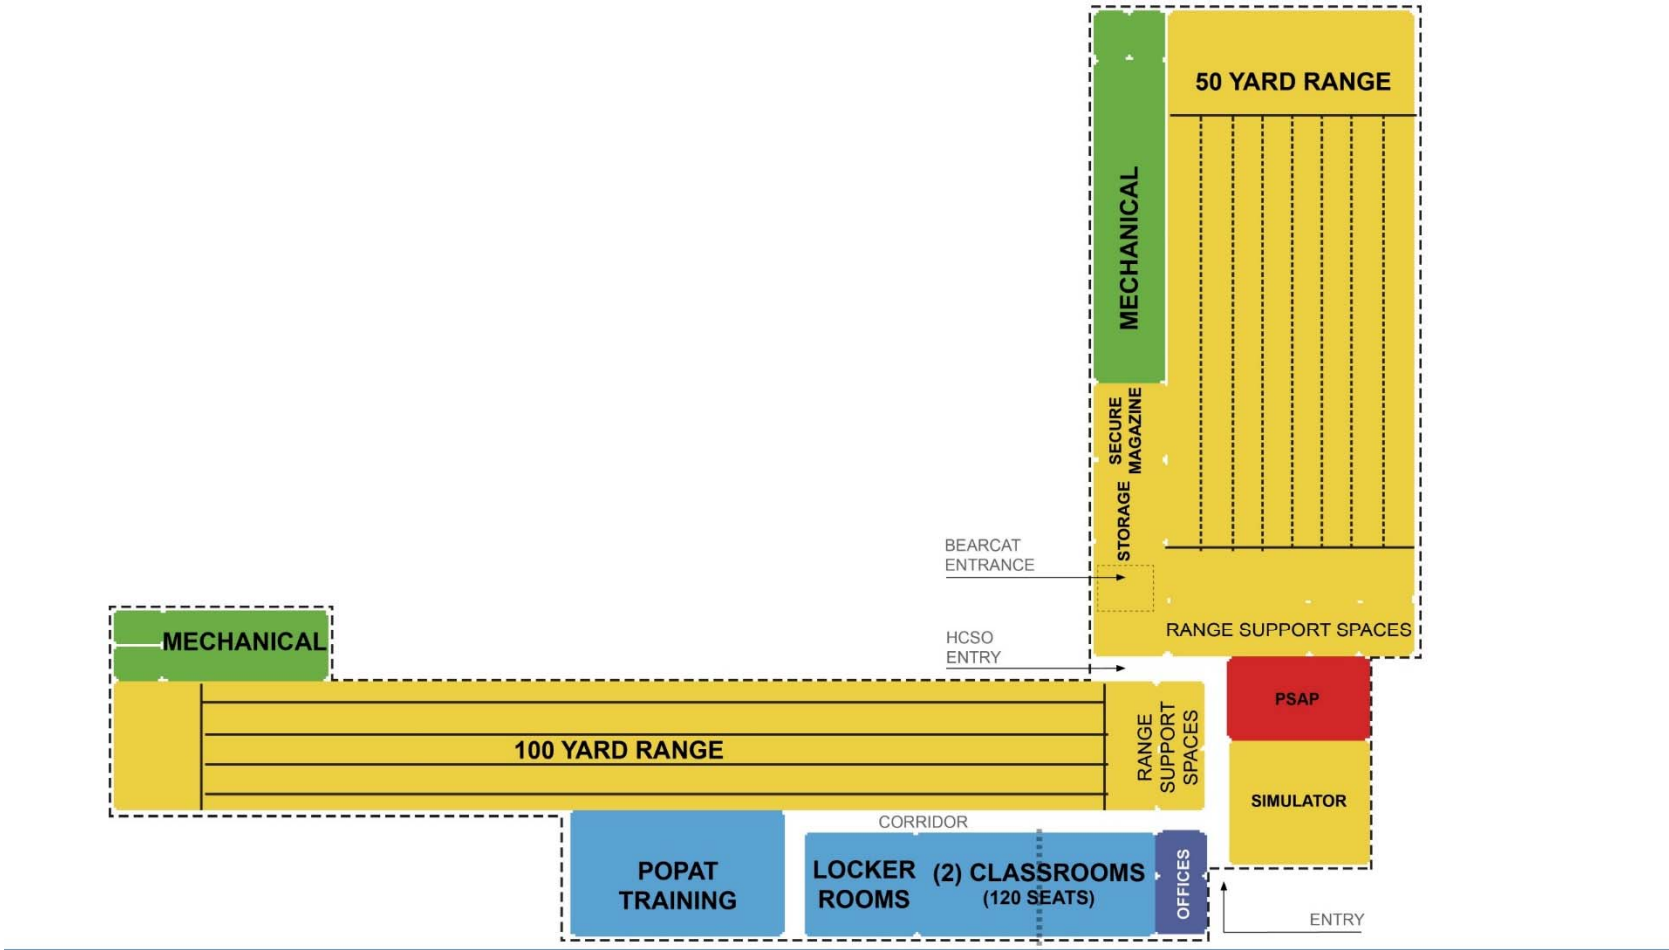 50 YARD RANGE
MECHANICAL
SECURE
MAGAZINE
STORAGE
BEARCAT
ENTRANCE
RANGE SUPPORT SPACES
HCSO
ENTRY
MECHANICAL
PSAP
100 YARD RANGE
RANGE
SUPPORT
SPACES
SIMULATOR
CORRIDOR
POPAT
TRAINING
LOCKER
ROOMS
(2) CLASSROOMS
(120 SEATS)
OFFICES
ENTRY